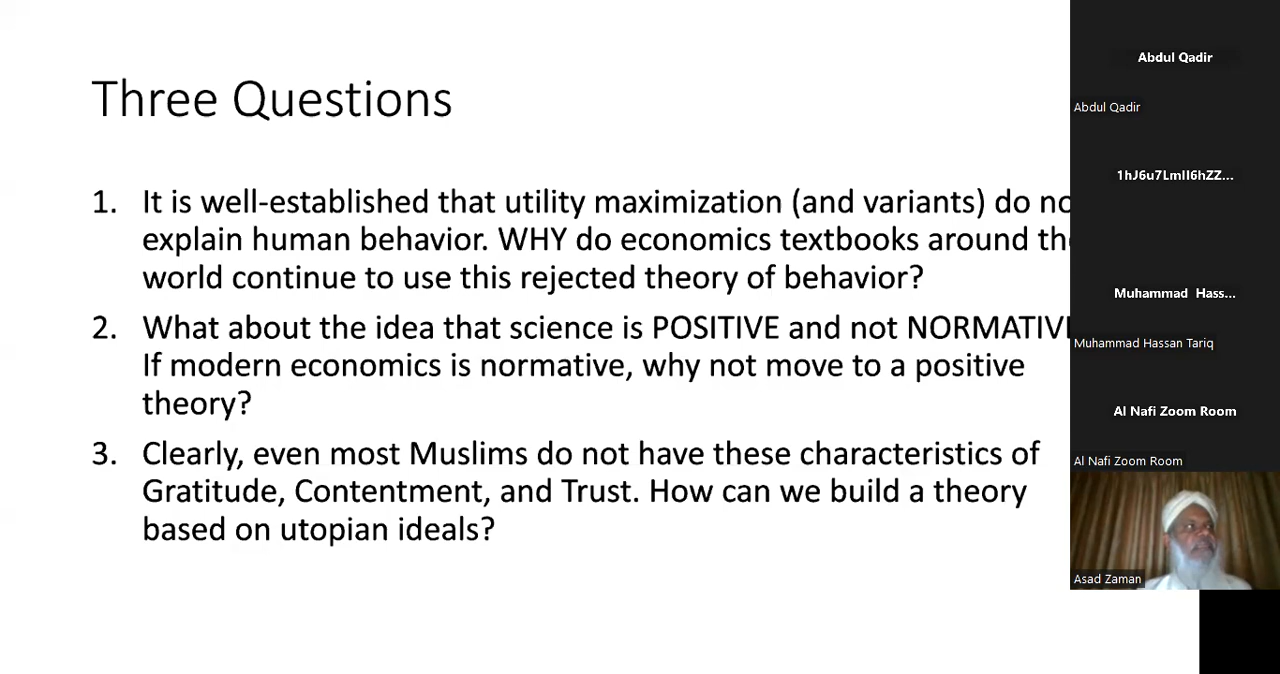 Three Questions
1. It is well-established that utility maximization (and variants) do no
explain human behavior. WHY do economics textbooks around th
world continue to use this rejected theory of behavior?
2. What about the idea that science is POSITIVE and not NORMATIV
If modern economics is normative, why not move to a positive
theory?
3. Clearly, even most Muslims do not have these characteristics of
Gratitude, Contentment, and Trust. How can we build a theory
based on utopian ideals?
Abdul Qadir
Abdul Qadir
Muhammad Hass...
Muhammad Hassan Tariq
Al Nafi Zoom Room
Al Nafi Zoom Room
Asad Zaman